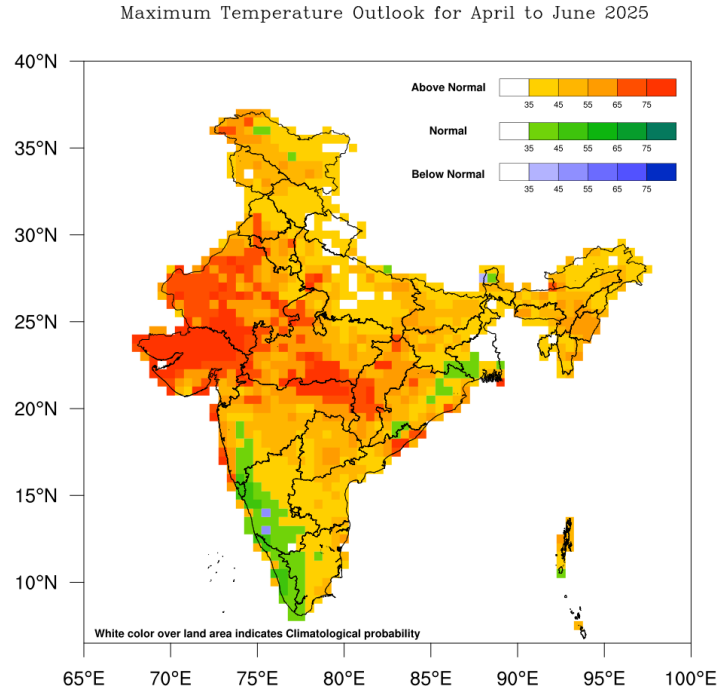 Maximum Temperature Outlook for April to June 2025
40°N
35°N
30°N
25°N
20°N
15°N
10°N
Above Normal
35 45 55 65 75
Normal
35 45 55 65 75
Below Normal
35 45 55 65 75
White color over land area indicates Climatological probability
65°E 70°E 75°E 80°E 85°E 90°E 95°E 100°E